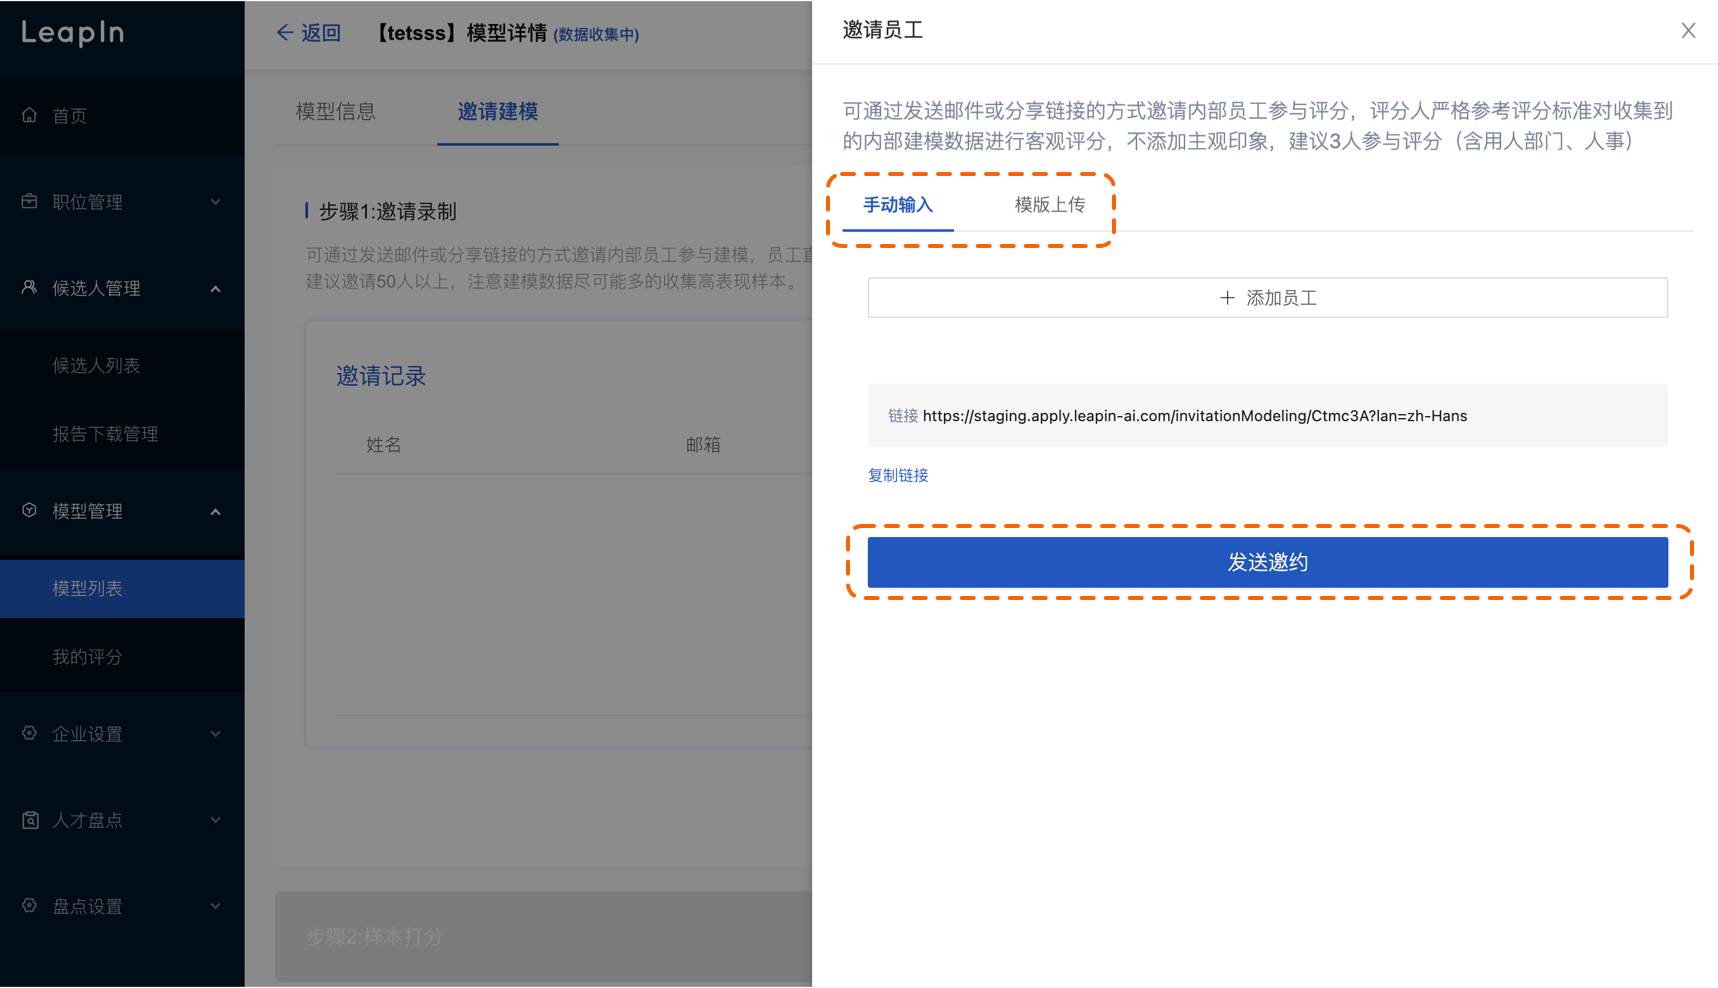 LeapIn
首页
职位管理
候选人管理
候选人列表
报告下载管理
模型管理
模型列表
我的评分
企业设置
人才盘点
盘点设置
返回
【tetsss】模型详情 (数据收集中)
模型信息
邀请建模
步骤1:邀请录制
可通过发送邮件或分享链接的方式邀请内部员工参与建模，员工
建议邀请50人以上，注意建模数据尽可能多的收集高表现样本。
邀请记录
姓名
邮箱
步骤2:样本打分
邀请员工
可通过发送邮件或分享链接的方式邀请内部员工参与评分，评分人严格参考评分标准对收集到
的内部建模数据进行客观评分，不添加主观印象，建议3人参与评分（含用人部门、人事）
手动输入
模版上传
添加员工
链接 https://staging.apply.leapin-ai.com/invitationModeling/Ctmc3A?lan=zh-Hans
复制链接
发送邀约